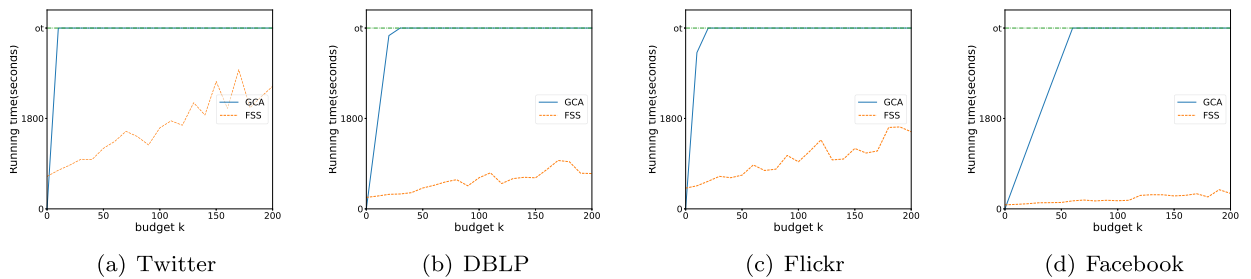 ot
1800
0
Running time(seconds)
GCA
FSS
0 50 100 150 200
budget k
(a) Twitter
ot
1800
0
Running time(seconds)
GCA
FSS
0 50 100 150 200
budget k
(b) DBLP
ot
1800
0
Running time(seconds)
GCA
FSS
0 50 100 150 200
budget k
(c) Flickr
ot
1800
0
Running time(seconds)
GCA
FSS
0 50 100 150 200
budget k
(d) Facebook